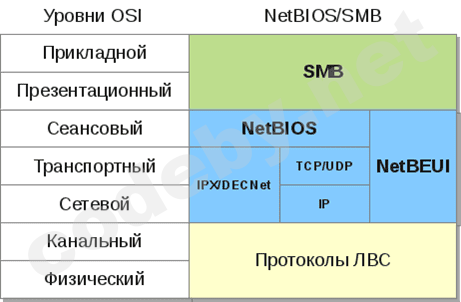 Уровни OSI NetBIOS/SMB
Прикладной
SMB
Презентационный
Сеансовый NetBIOS
Транспортный TCP/UDP NetBEUI
IPX/DECNet
Сетевой IP
Канальный
Протоколы ЛВС
Физический
codeby.net